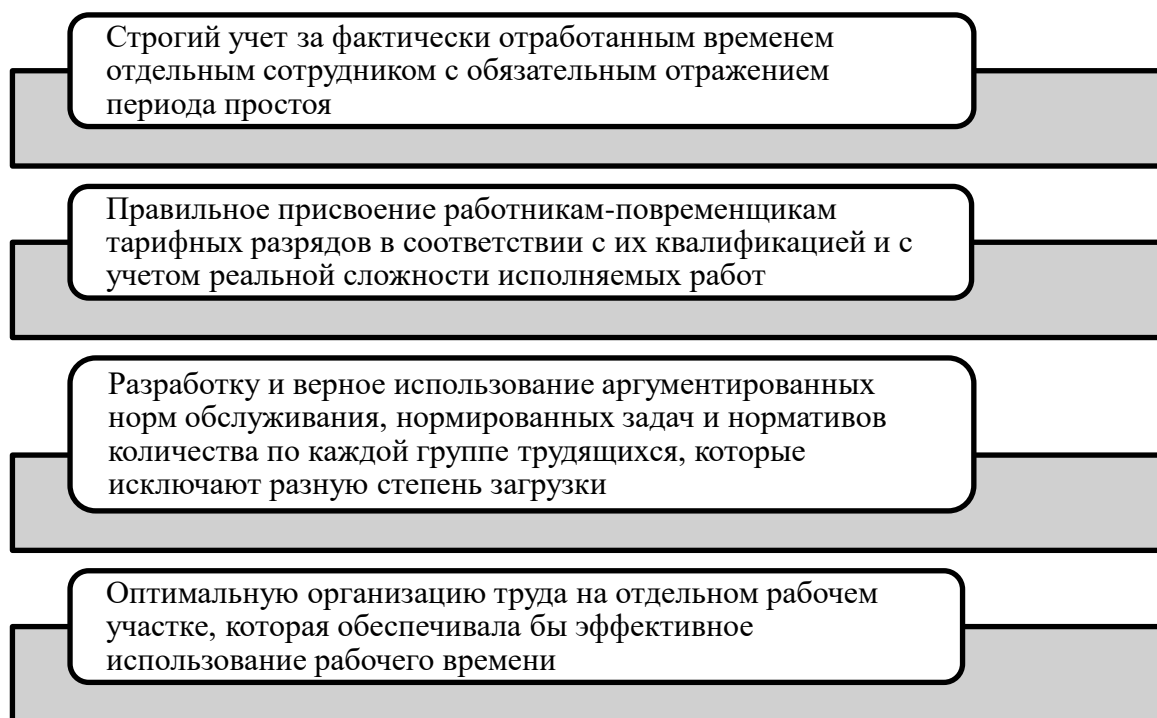 Строгий учет за фактически отработанным временем
отдельным сотрудником с обязательным отражением
периода простоя
Правильное присвоение работникам-повременщикам
тарифных разрядов в соответствии с их квалификацией и с
учетом реальной сложности исполняемых работ
Разработку и верное использование аргументированных
норм обслуживания, нормированных задач и нормативов
количества по каждой группе трудящихся, которые
исключают разную степень загрузки
Оптимальную организацию труда на отдельном рабочем
участке, которая обеспечивала бы эффективное
использование рабочего времени